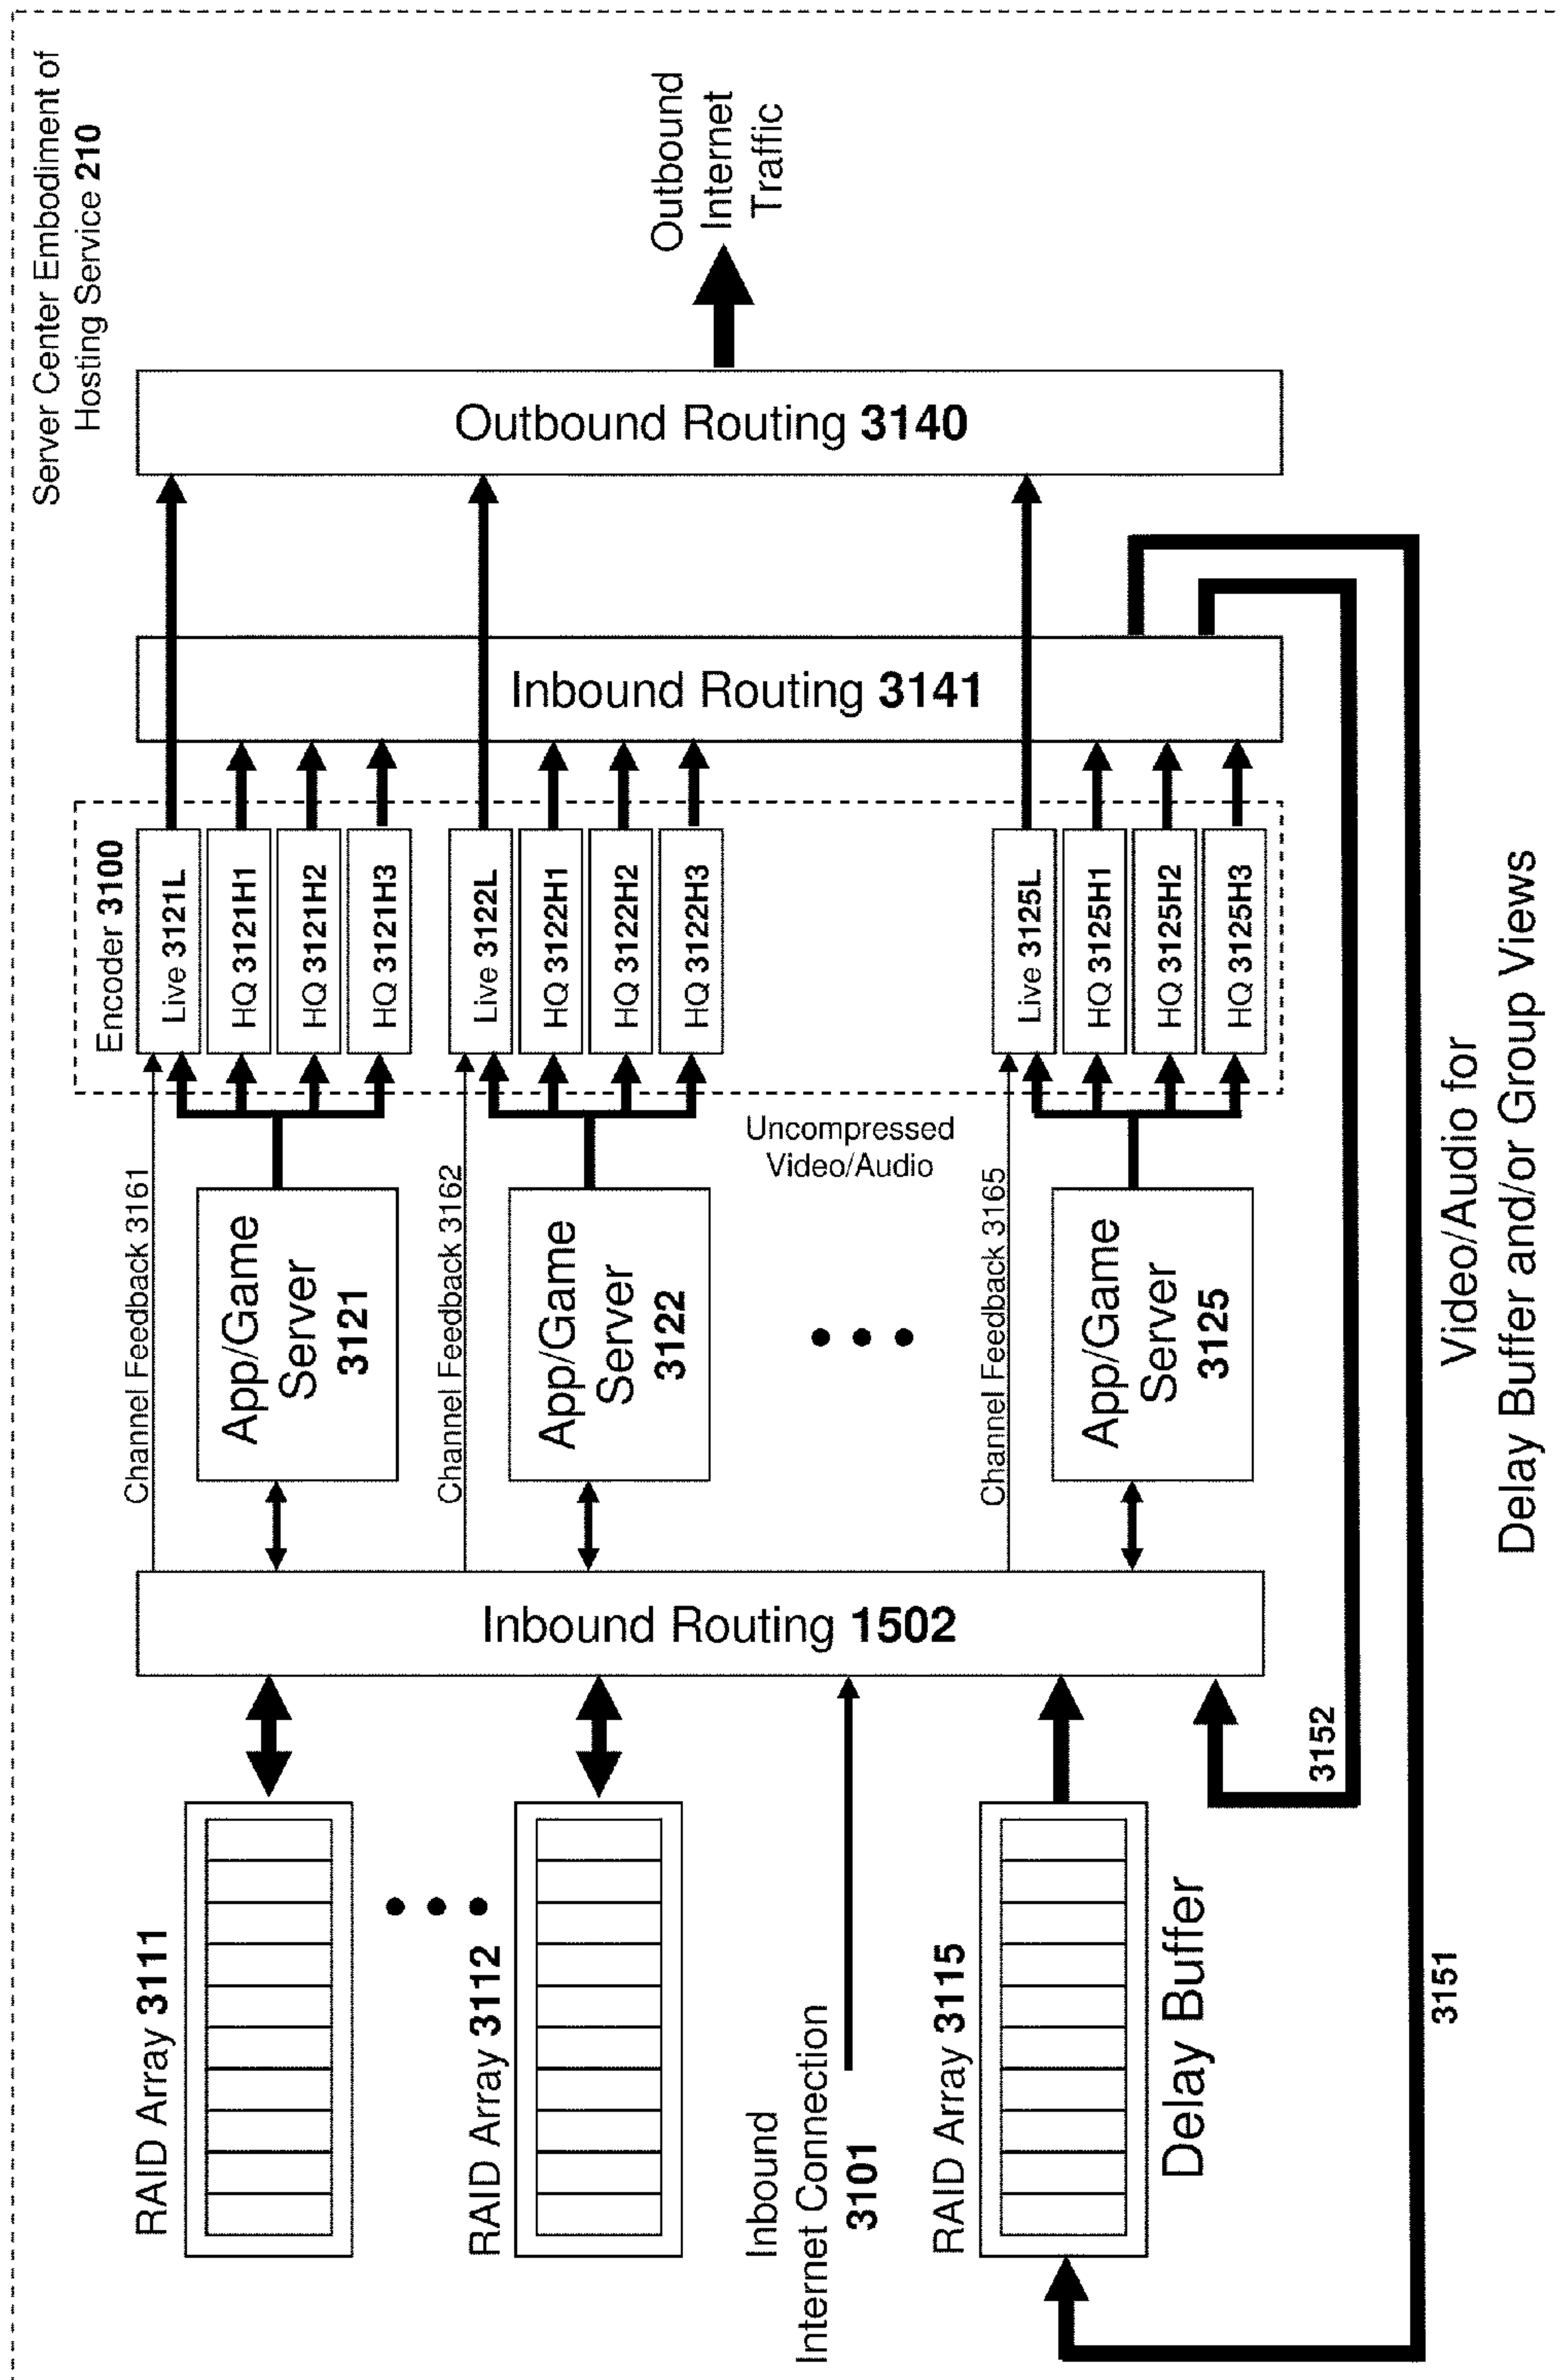 Server Center Embodiment of
Hosting Service 210
RAID Array 3111
RAID Array 3112
Inbound
Internet Connection
3101
RAID Array 3115
Delay Buffer
Inbound Routing 1502
Channel Feedback 3161
App/Game
Server
3121
Channel Feedback 3162
App/Game
Server
3122
Channel Feedback 3165
App/Game
Server
3125
Uncompressed
Video/Audio
Encoder 3100
Live 3121L
HQ 3121H1
HQ 3121H2
HQ 3121H3
Live 3122L
HQ 3122H1
HQ 3122H2
HQ 3122H3
Live 3125L
HQ 3125H1
HQ 3125H2
HQ 3125H3
Inbound Routing 3141
Outbound Routing 3140
Outbound
Internet
Traffic
3152
3151
Video/Audio for
Delay Buffer and/or Group Views